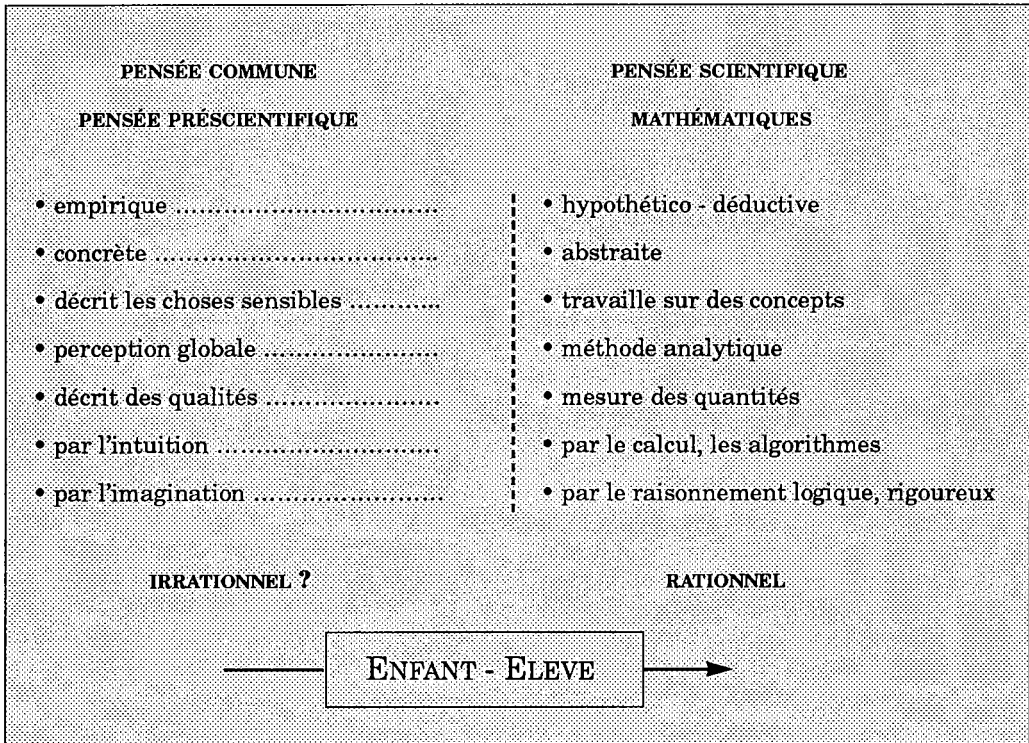 PENSÉE COMMUNE
PENSÉE PRÉSCIENTIFIQUE
• empirique .................................
• concrète ....................................
• décrit les choses sensibles ............
• perception globale ......................
• décrit des qualités ......................
• par l'intuition ............................
• par l'imagination ........................
IRRATIONNEL ?
PENSÉE SCIENTIFIQUE
MATHÉMATIQUES
• hypothético - déductive
• abstraite
• travaille sur des concepts
• méthode analytique
• mesure des quantités
• par le calcul, les algorithmes
• par le raisonnement logique, rigoureux
RATIONNEL
ENFANT - ELEVE